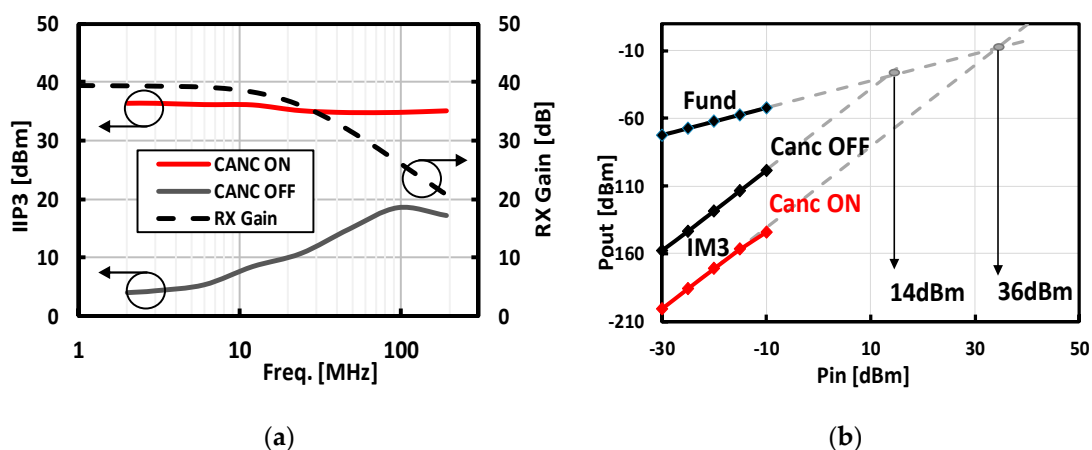 50
40
30
20
10
0
IIP3 [dBm]
CANC ON
CANC OFF
RX Gain
50
40
30
20
10
0
RX Gain [dB]
1
10
100
Freq. [MHz]
(a)
-10
-60
-110
-160
-210
Pout [dBm]
Fund
Canc OFF
Canc ON
IM3
14dBm
36dBm
-30
-10
10
30
50
Pin [dBm]
(b)